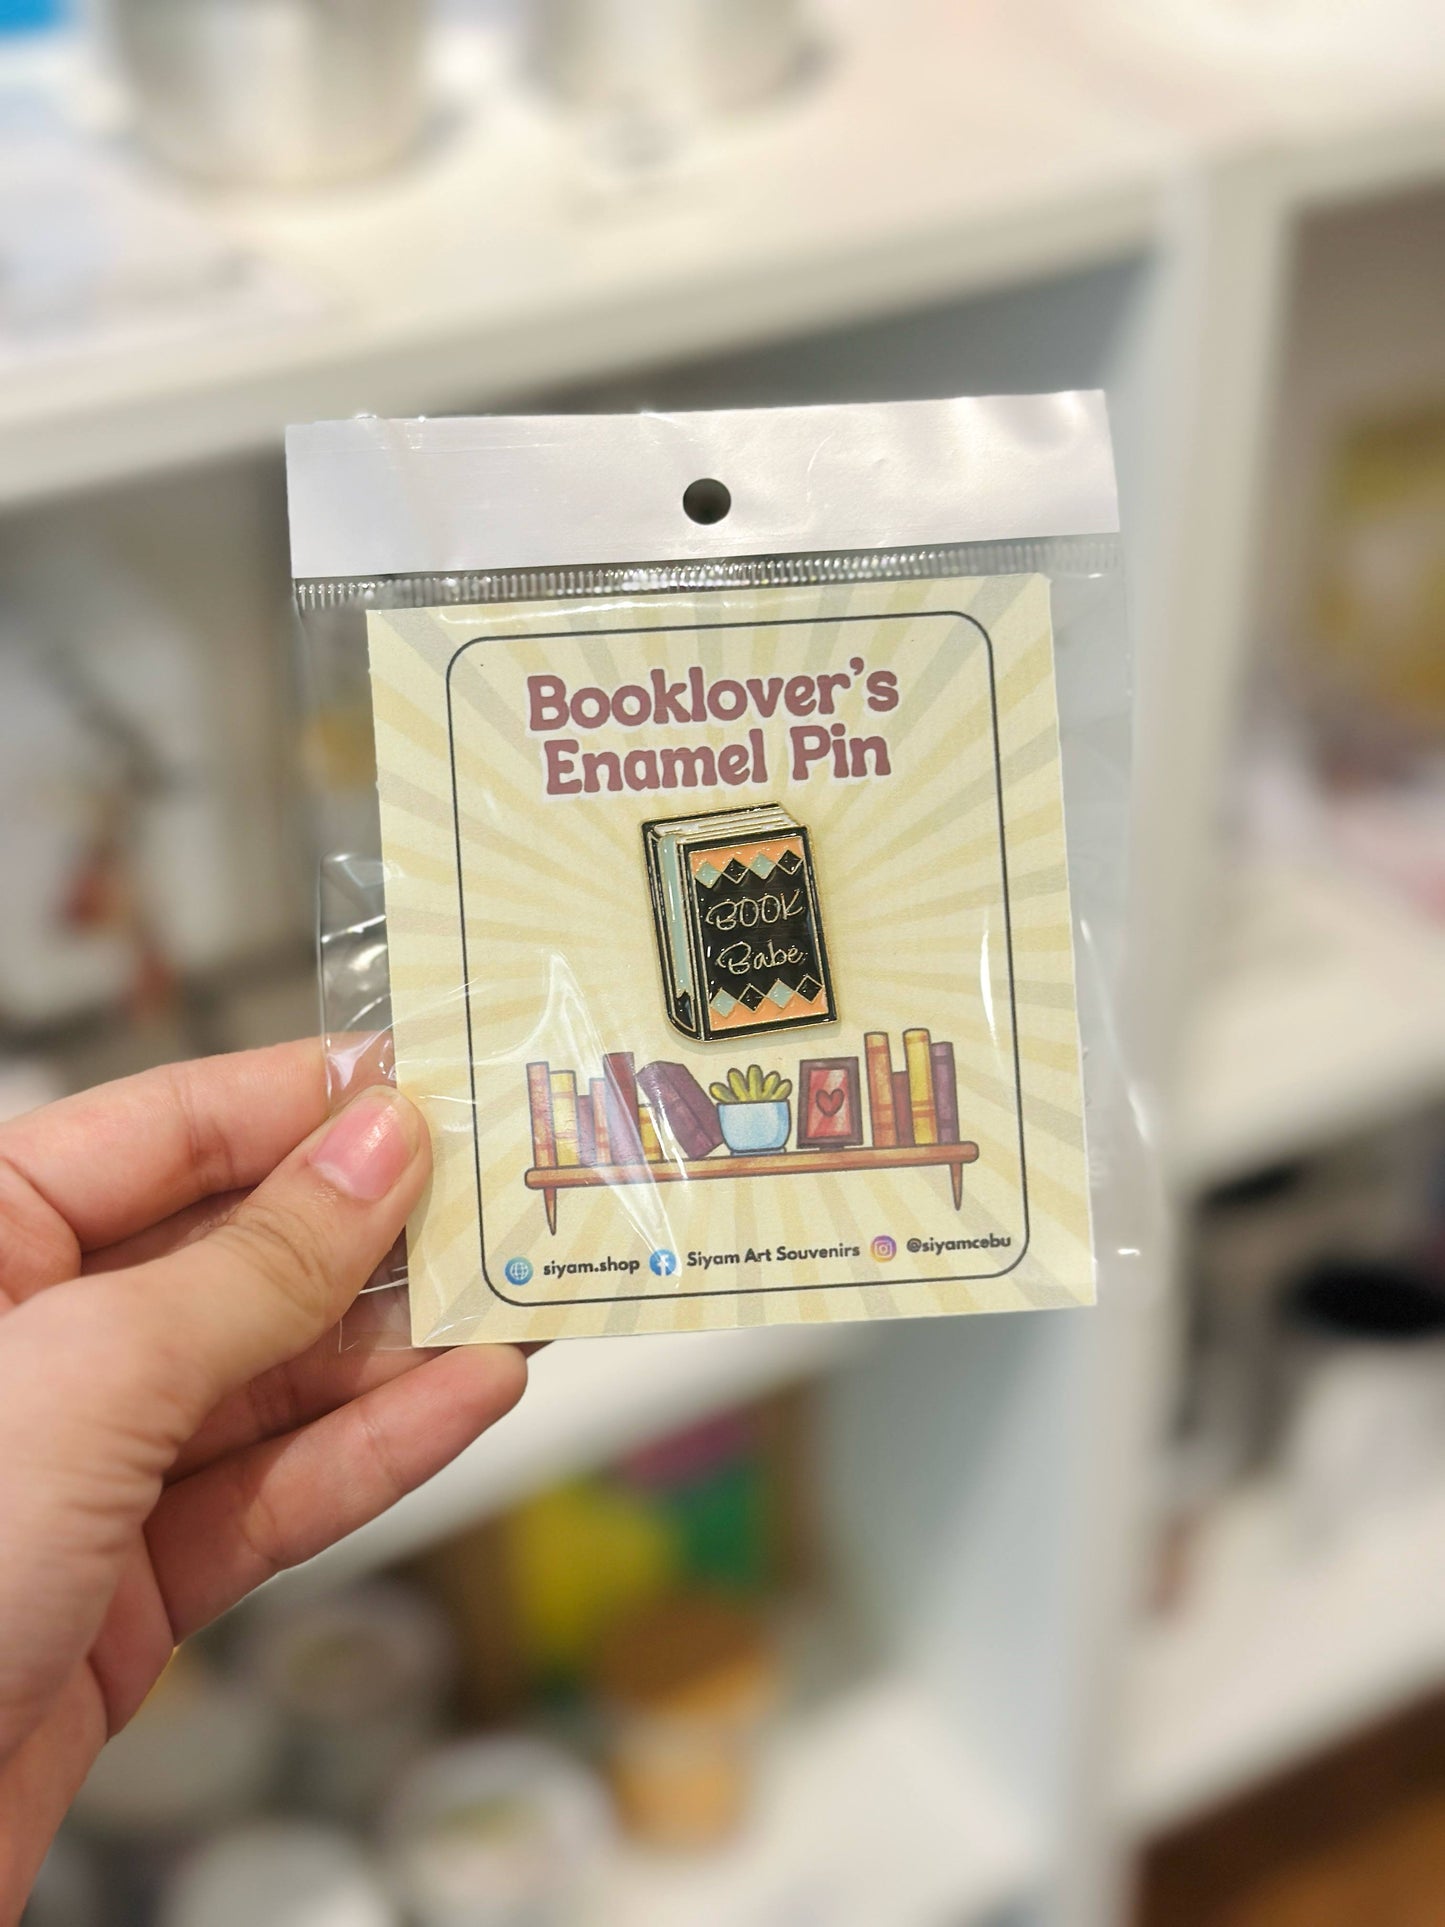 Booklover's
Enamel Pin
BOOK
Babe
siyam.shop Siyam Art Souvenirs @siyamcebu